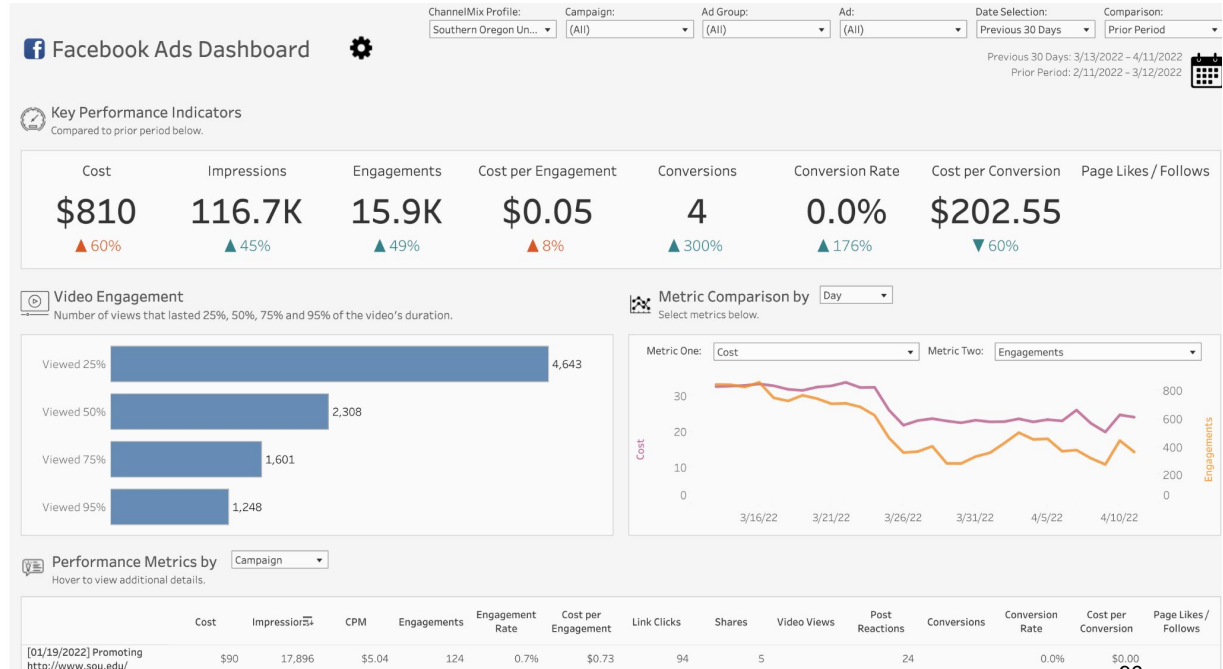 ChannelMix Profile: Campaign: Ad Group: Ad: Date Selection: Comparison:
Southern Oregon Un... (All) (All) (All) Previous 30 Days Prior Period
Facebook Ads Dashboard
Previous 30 Days: 3/13/2022 – 4/11/2022
Prior Period: 2/11/2022 – 3/12/2022
Key Performance Indicators
Compared to prior period below.
Cost Impressions Engagements Cost per Engagement Conversions Conversion Rate Cost per Conversion Page Likes / Follows
$810 116.7K 15.9K $0.05 4 0.0% $202.55
▲ 60% ▲ 45% ▲ 49% ▲ 8% ▲ 300% ▲ 176% ▼ 60%
Video Engagement
Number of views that lasted 25%, 50%, 75% and 95% of the video's duration.
Viewed 25% 4,643
Viewed 50% 2,308
Viewed 75% 1,601
Viewed 95% 1,248
Metric Comparison by Day
Select metrics below.
Metric One: Cost Metric Two: Engagements
30 800
20 600
10 400
0 200
0
Cost
Engagements
3/16/22 3/21/22 3/26/22 3/31/22 4/5/22 4/10/22
Performance Metrics by Campaign
Hover to view additional details.
Cost Impressions CPM Engagements Engagement Rate Cost per Engagement Link Clicks Shares Video Views Post Reactions Conversions Conversion Rate Cost per Conversion Page Likes / Follows
[01/19/2022] Promoting
http://www.sou.edu/ $90 17,896 $5.04 124 0.7% $0.73 94 5 24 0.0% $0.00